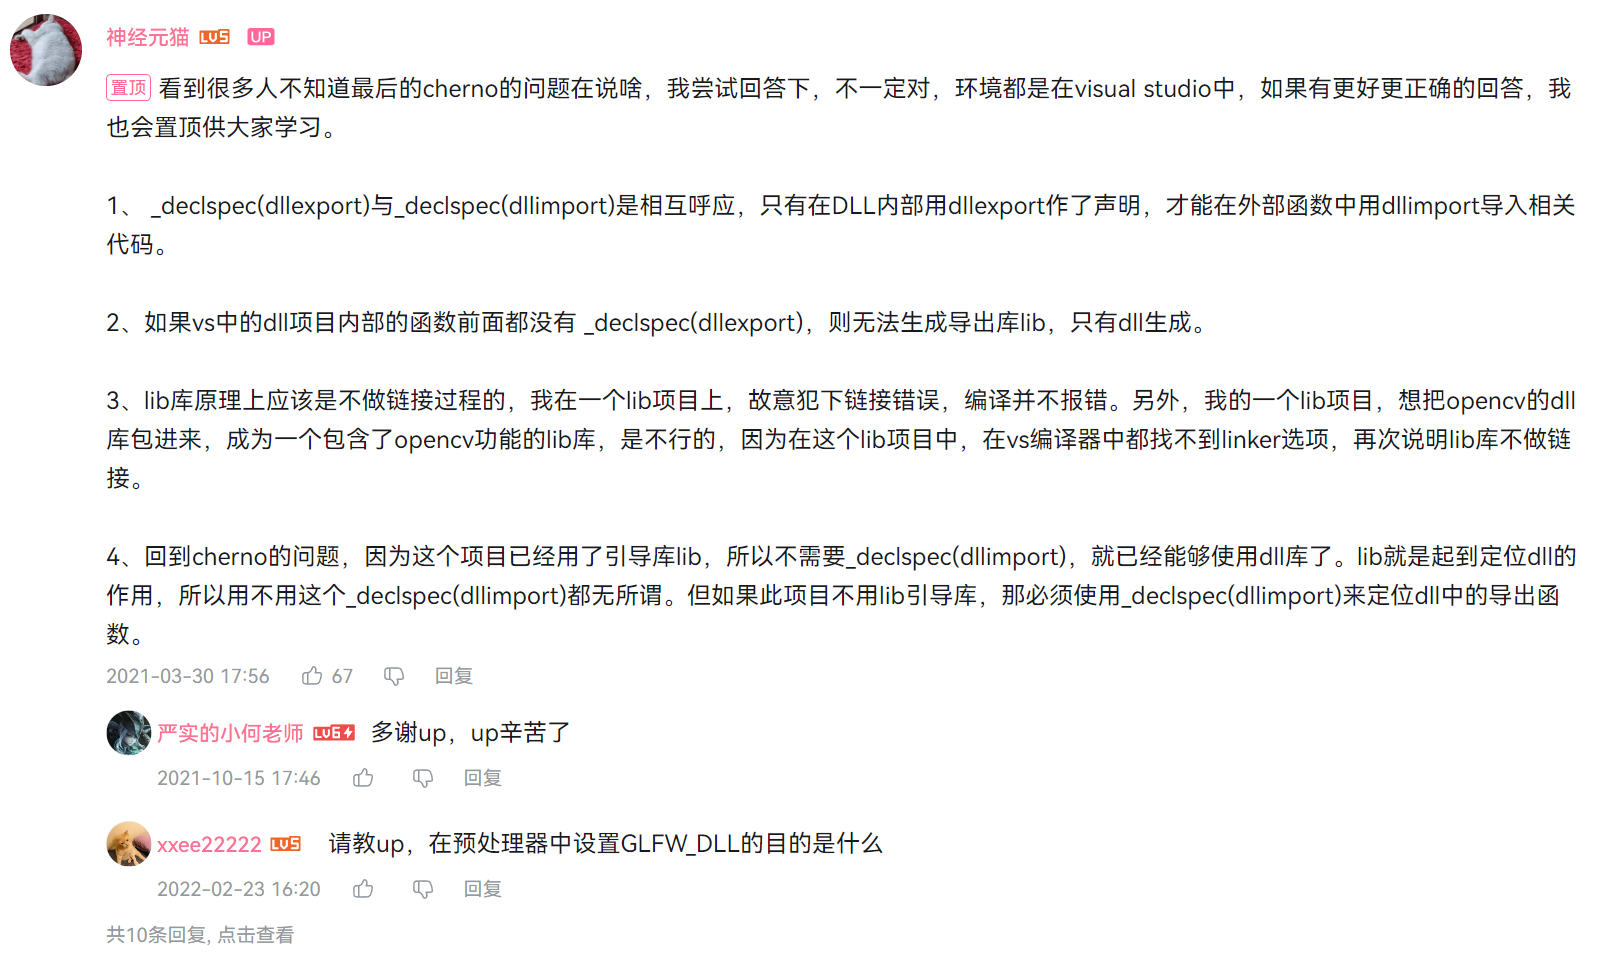 神经元猫 LV5 UP
置顶 看到很多人不知道最后的cherno的问题在说啥，我尝试回答下，不一定对，环境都是在visual studio中，如果有更好更正确的回答，我
也会置顶供大家学习。
1、 _declspec(dllexport)与_declspec(dllimport)是相互呼应，只有在DLL内部用dllexport作了声明，才能在外部函数中用dllimport导入相关
代码。
2、如果vs中的dll项目内部的函数前面都没有 _declspec(dllexport)，则无法生成导出库lib，只有dll生成。
3、lib库原理上应该是不做链接过程的，我在一个lib项目上，故意犯下链接错误，编译并不报错。另外，我的一个lib项目，想把opencv的dll
库包进来，成为一个包含了opencv功能的lib库，是不行的，因为在这个lib项目中，在vs编译器中都找不到linker选项，再次说明lib库不做链
接。
4、回到cherno的问题，因为这个项目已经用了引导库lib，所以不需要_declspec(dllimport)，就已经能够使用dll库了。lib就是起到定位dll的
作用，所以用不用这个_declspec(dllimport)都无所谓。但如果此项目不用lib引导库，那必须使用_declspec(dllimport)来定位dll中的导出函
数。
2021-03-30 17:56 67 回复
严实的小何老师 LV6 多谢up，up辛苦了
2021-10-15 17:46 回复
xxee22222 LV5 请教up，在预处理器中设置GLFW_DLL的目的是什么
2022-02-23 16:20 回复
共10条回复, 点击查看